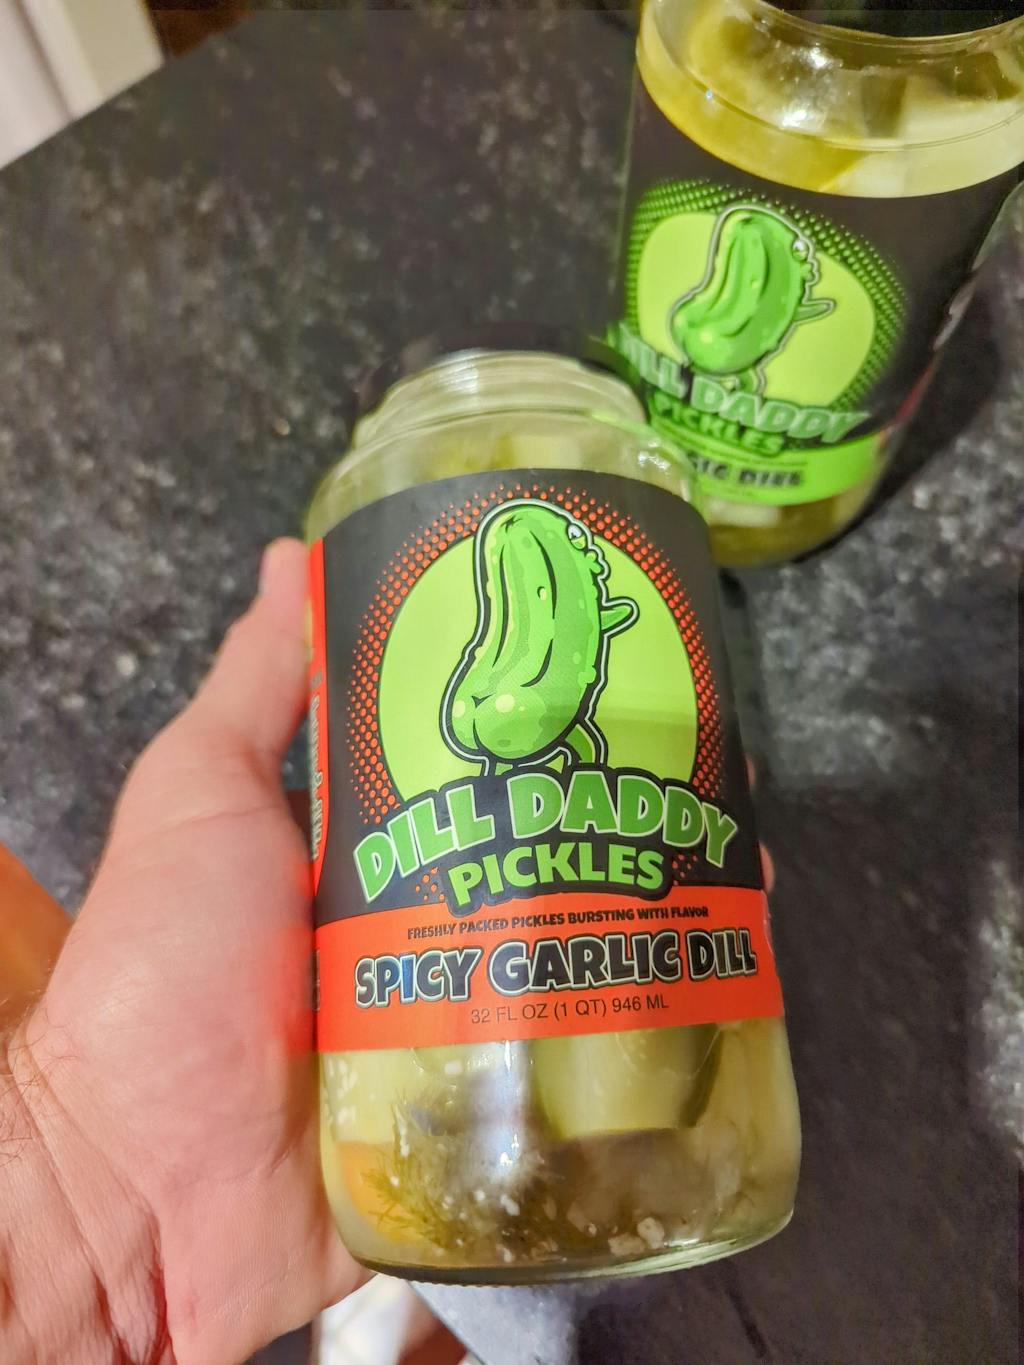 DILL DADDY
PICKLES
DILL
DILL DADDY
PICKLES
FRESHLY PACKED PICKLES BURSTING WITH FLAVOR
SPICY GARLIC DILL
32 FL OZ (1 QT) 946 ML